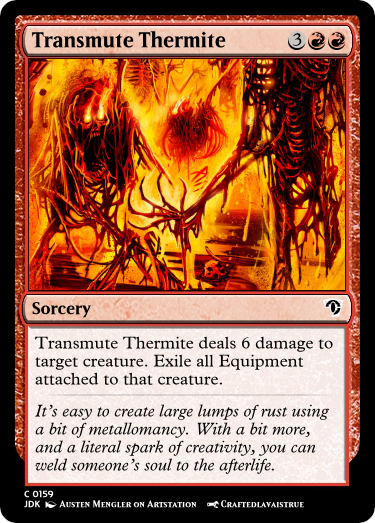 Transmute Thermite 3
Sorcery
Transmute Thermite deals 6 damage to
target creature. Exile all Equipment
attached to that creature.
It's easy to create large lumps of rust using
a bit of metallomancy. With a bit more,
and a literal spark of creativity, you can
weld someone's soul to the afterlife.
C 0159
JDK Austen Mengler on Artstation Craftedlavaistrue